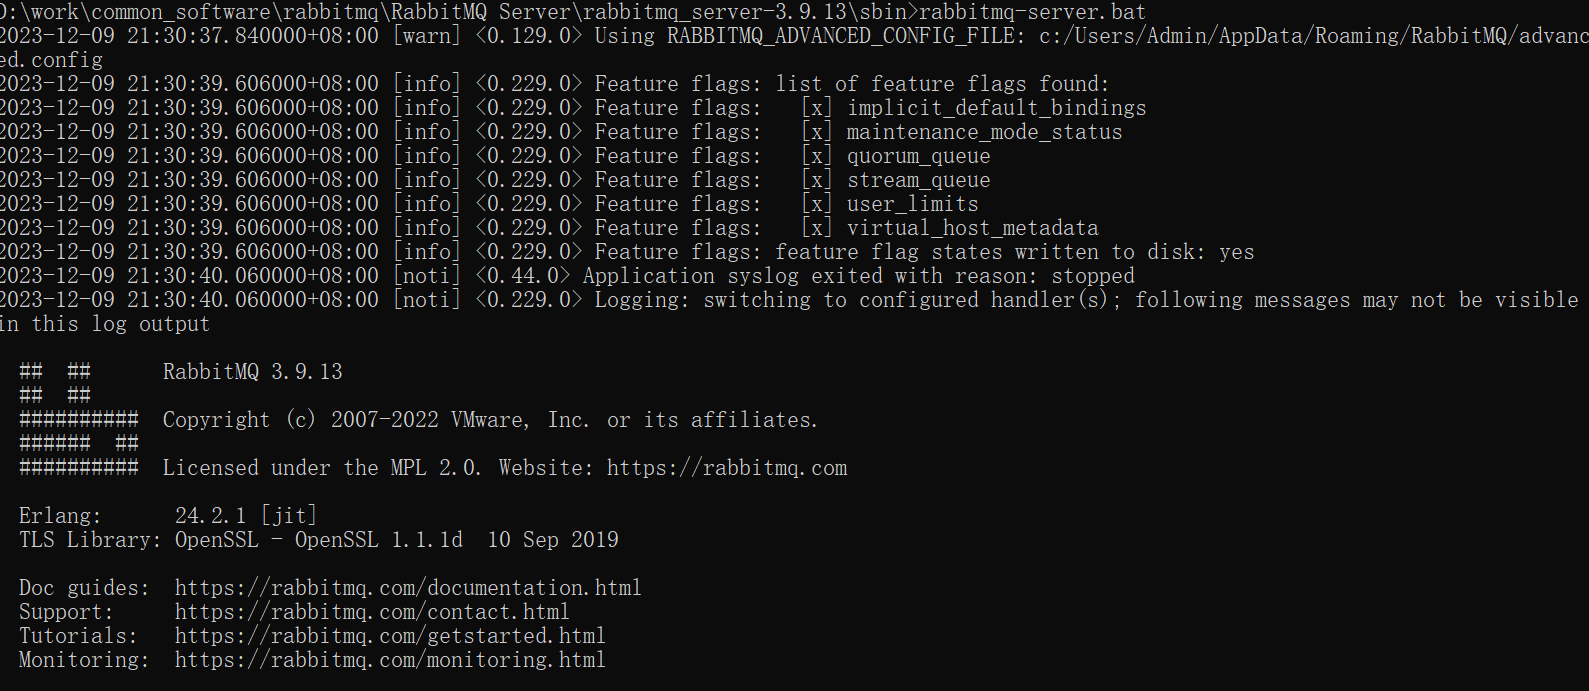 D:\work\common_software\rabbitmq\RabbitMQ Server\rabbitmq_server-3.9.13\sbin>rabbitmq-server.bat
2023-12-09 21:30:37.840000+08:00 [warn] <0.129.0> Using RABBITMQ_ADVANCED_CONFIG_FILE: c:/Users/Admin/AppData/Roaming/RabbitMQ/advanc
ed.config
2023-12-09 21:30:39.606000+08:00 [info] <0.229.0> Feature flags: list of feature flags found:
2023-12-09 21:30:39.606000+08:00 [info] <0.229.0> Feature flags:   [x] implicit_default_bindings
2023-12-09 21:30:39.606000+08:00 [info] <0.229.0> Feature flags:   [x] maintenance_mode_status
2023-12-09 21:30:39.606000+08:00 [info] <0.229.0> Feature flags:   [x] quorum_queue
2023-12-09 21:30:39.606000+08:00 [info] <0.229.0> Feature flags:   [x] stream_queue
2023-12-09 21:30:39.606000+08:00 [info] <0.229.0> Feature flags:   [x] user_limits
2023-12-09 21:30:39.606000+08:00 [info] <0.229.0> Feature flags:   [x] virtual_host_metadata
2023-12-09 21:30:39.606000+08:00 [info] <0.229.0> Feature flags: feature flag states written to disk: yes
2023-12-09 21:30:40.060000+08:00 [noti] <0.44.0> Application syslog exited with reason: stopped
2023-12-09 21:30:40.060000+08:00 [noti] <0.229.0> Logging: switching to configured handler(s); following messages may not be visible
in this log output
  ##  ##      RabbitMQ 3.9.13
  ##  ##
  ##########  Copyright (c) 2007-2022 VMware, Inc. or its affiliates.
  ######  ##
  ##########  Licensed under the MPL 2.0. Website: https://rabbitmq.com
  Erlang:      24.2.1 [jit]
  TLS Library: OpenSSL - OpenSSL 1.1.1d  10 Sep 2019
  Doc guides:  https://rabbitmq.com/documentation.html
  Support:     https://rabbitmq.com/contact.html
  Tutorials:   https://rabbitmq.com/getstarted.html
  Monitoring:  https://rabbitmq.com/monitoring.html